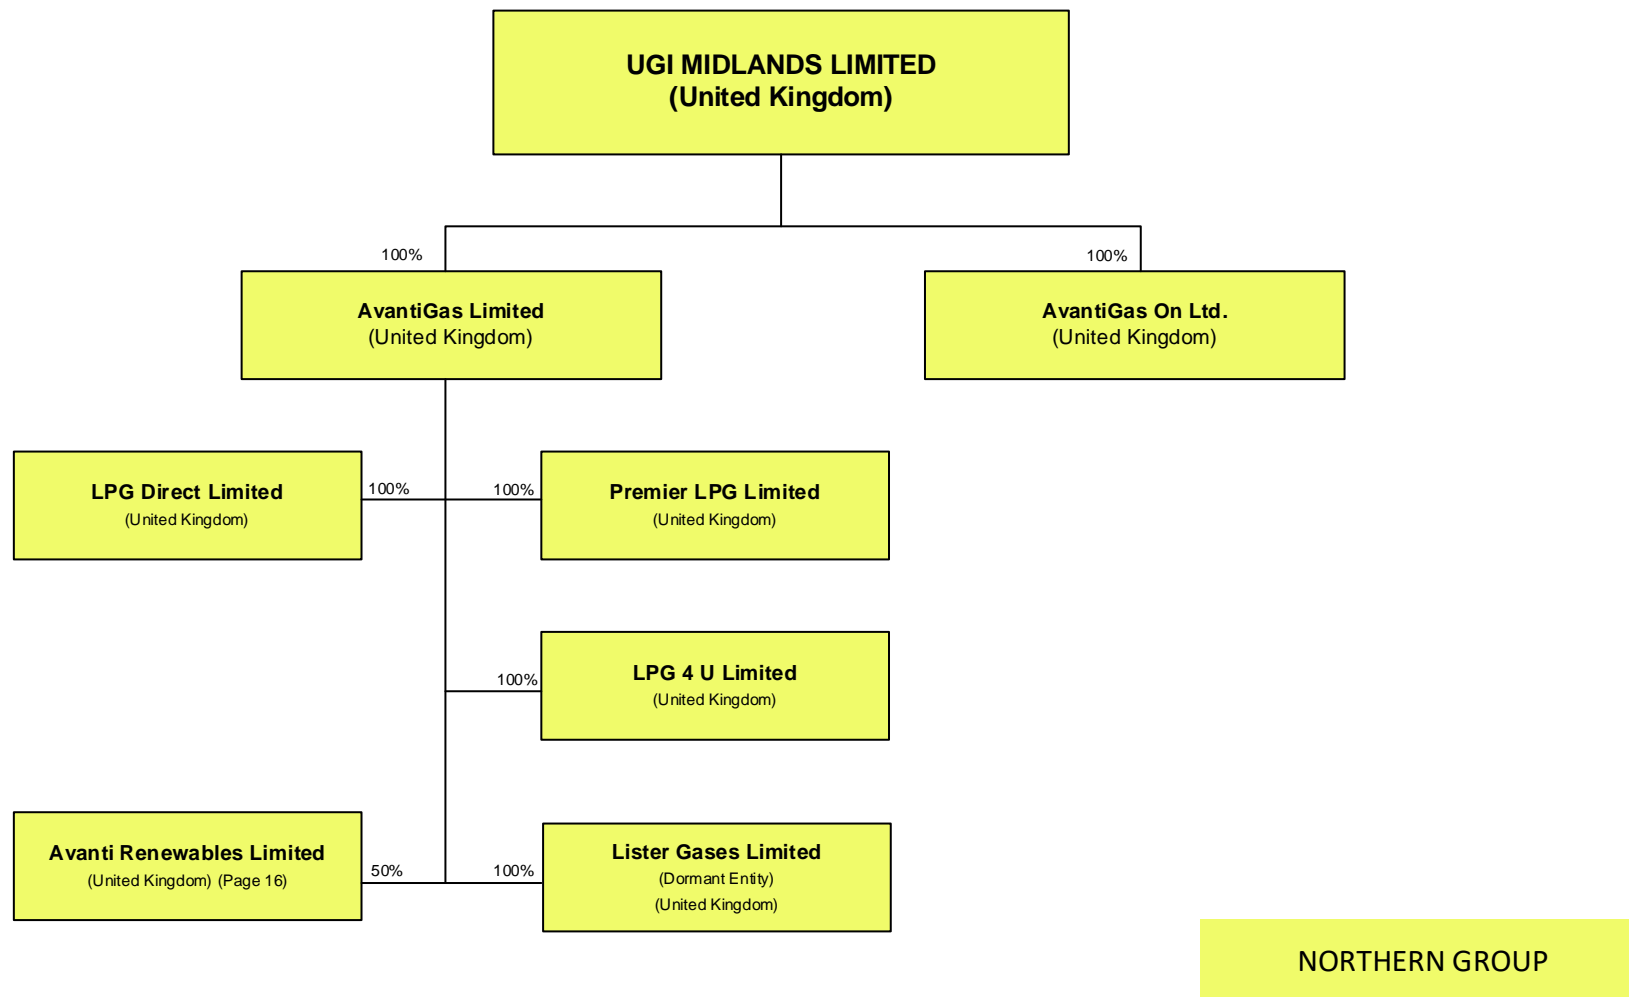 UGI MIDLANDS LIMITED
(United Kingdom)
100%
100%
AvantiGas Limited
(United Kingdom)
AvantiGas On Ltd.
(United Kingdom)
LPG Direct Limited
(United Kingdom)
100%
100%
Premier LPG Limited
(United Kingdom)
100%
LPG 4 U Limited
(United Kingdom)
Avanti Renewables Limited
(United Kingdom) (Page 16)
50%
100%
Lister Gases Limited
(Dormant Entity)
(United Kingdom)
NORTHERN GROUP